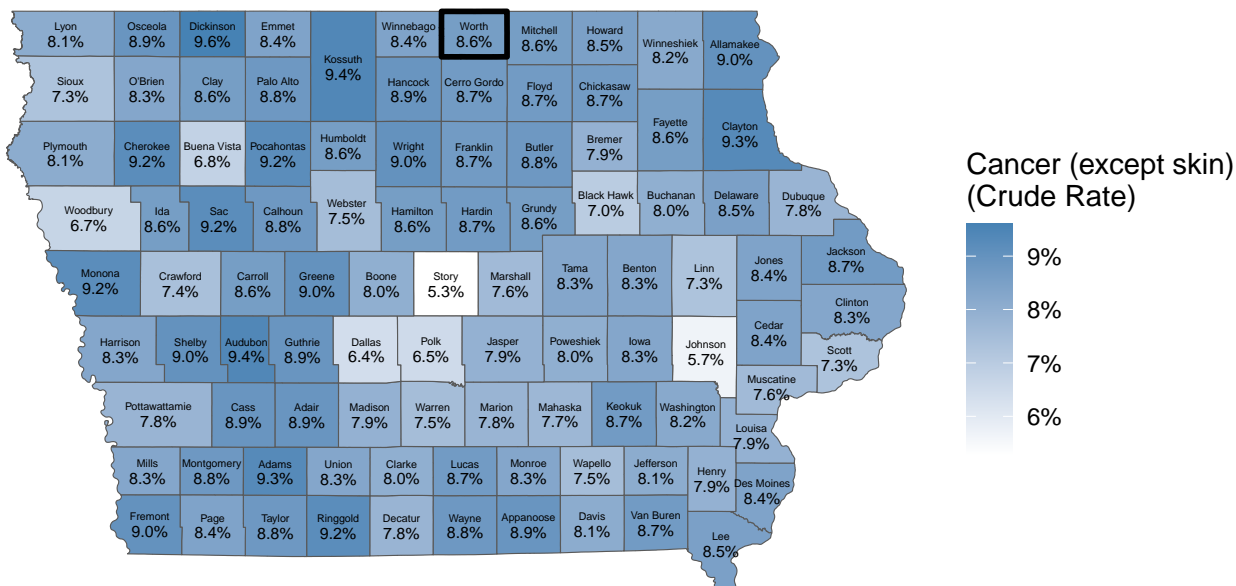 Lyon
8.1%
Osceola
8.9%
Dickinson
9.6%
Emmet
8.4%
Winnebago
8.4%
Worth
8.6%
Mitchell
8.6%
Howard
8.5%
Winneshiek
8.2%
Allamakee
9.0%
Kossuth
9.4%
Sioux
7.3%
O'Brien
8.3%
Clay
8.6%
Palo Alto
8.8%
Hancock
8.9%
Cerro Gordo
8.7%
Floyd
8.7%
Chickasaw
8.7%
Fayette
8.6%
Clayton
9.3%
Plymouth
8.1%
Cherokee
9.2%
Buena Vista
6.8%
Pocahontas
9.2%
Humboldt
8.6%
Wright
9.0%
Franklin
8.7%
Butler
8.8%
Bremer
7.9%
Woodbury
6.7%
Ida
8.6%
Sac
9.2%
Calhoun
8.8%
Webster
7.5%
Hamilton
8.6%
Hardin
8.7%
Grundy
8.6%
Black Hawk
7.0%
Buchanan
8.0%
Delaware
8.5%
Dubuque
7.8%
Monona
9.2%
Crawford
7.4%
Carroll
8.6%
Greene
9.0%
Boone
8.0%
Story
5.3%
Marshall
7.6%
Tama
8.3%
Benton
8.3%
Linn
7.3%
Jones
8.4%
Jackson
8.7%
Clinton
8.3%
Harrison
8.3%
Shelby
9.0%
Audubon
9.4%
Guthrie
8.9%
Dallas
6.4%
Polk
6.5%
Jasper
7.9%
Poweshiek
8.0%
Iowa
8.3%
Johnson
5.7%
Cedar
8.4%
Scott
7.3%
Muscatine
7.6%
Pottawattamie
7.8%
Cass
8.9%
Adair
8.9%
Madison
7.9%
Warren
7.5%
Marion
7.8%
Mahaska
7.7%
Keokuk
8.7%
Washington
8.2%
Louisa
7.9%
Mills
8.3%
Montgomery
8.8%
Adams
9.3%
Union
8.3%
Clarke
8.0%
Lucas
8.7%
Monroe
8.3%
Wapello
7.5%
Jefferson
8.1%
Henry
7.9%
Des Moines
8.4%
Fremont
9.0%
Page
8.4%
Taylor
8.8%
Ringgold
9.2%
Decatur
7.8%
Wayne
8.8%
Appanoose
8.9%
Davis
8.1%
Van Buren
8.7%
Lee
8.5%
Cancer (except skin)
(Crude Rate)
9%
8%
7%
6%